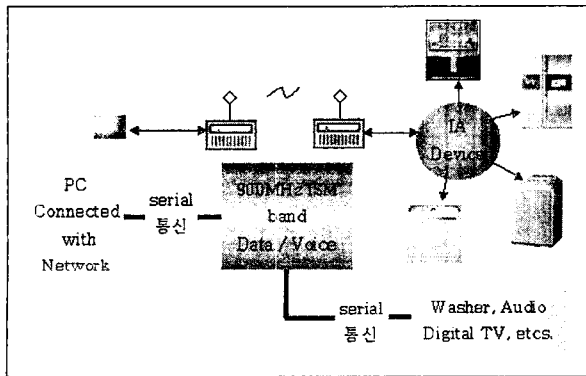 IA
Device
PC
Connected
with
Network
serial
통신
900MHz ISM
band
Data / Voice
serial
통신
Washer, Audio
Digital TV, etcs.